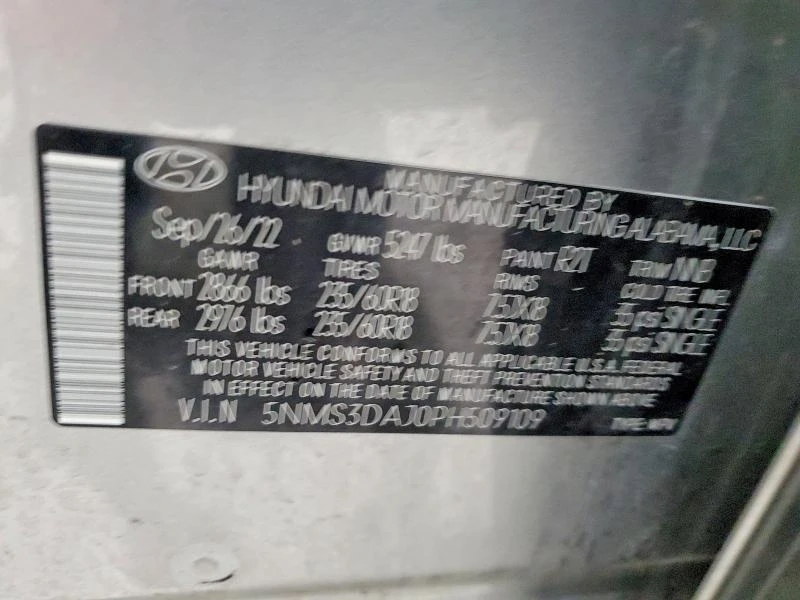 MANUFACTURED BY
HYUNDAI MOTOR MANUFACTURING ALABAMA, LLC
Sep/26/22 GVWR 5247 lbs PAINT R2T TRIM NNB
GAWR TIRES RIMS COLD TIRE INFL.
FRONT 2866 lbs 235/60R18 7.5JX18 35 psi SINGLE
REAR 2976 lbs 235/60R18 7.5JX18 35 psi SINGLE
THIS VEHICLE CONFORMS TO ALL APPLICABLE U.S.A. FEDERAL
MOTOR VEHICLE SAFETY AND THEFT PREVENTION STANDARDS
IN EFFECT ON THE DATE OF MANUFACTURE SHOWN ABOVE
V.I.N 5NMS3DAJ0PH509109 TYPE: MPV